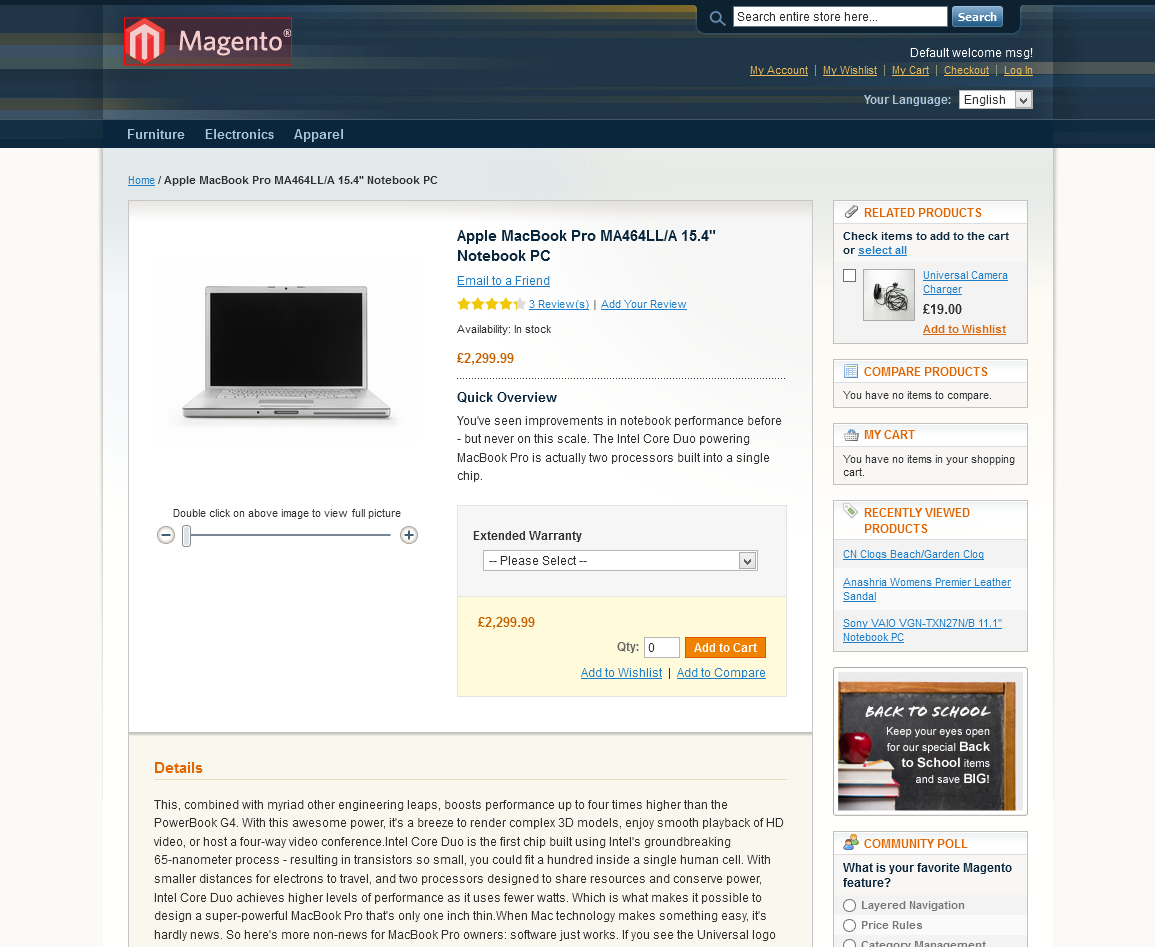 Magento®
Search entire store here...
Search
Default welcome msg!
My Account | My Wishlist | My Cart | Checkout | Log In
Your Language: English
Furniture Electronics Apparel
Home / Apple MacBook Pro MA464LL/A 15.4" Notebook PC
Apple MacBook Pro MA464LL/A 15.4"
Notebook PC
Email to a Friend
3 Review(s) | Add Your Review
Availability: In stock
£2,299.99
Quick Overview
You've seen improvements in notebook performance before
- but never on this scale. The Intel Core Duo powering
MacBook Pro is actually two processors built into a single
chip.
Double click on above image to view full picture
Extended Warranty
-- Please Select --
£2,299.99
Qty: 0 Add to Cart
Add to Wishlist | Add to Compare
Details
This, combined with myriad other engineering leaps, boosts performance up to four times higher than the
PowerBook G4. With this awesome power, it's a breeze to render complex 3D models, enjoy smooth playback of HD
video, or host a four-way video conference.Intel Core Duo is the first chip built using Intel's groundbreaking
65-nanometer process - resulting in transistors so small, you could fit a hundred inside a single human cell. With
smaller distances for electrons to travel, and two processors designed to share resources and conserve power,
Intel Core Duo achieves higher levels of performance as it uses fewer watts. Which is what makes it possible to
design a super-powerful MacBook Pro that's only one inch thin.When Mac technology makes something easy, it's
hardly news. So here's more non-news for MacBook Pro owners: software just works. If you see the Universal logo
RELATED PRODUCTS
Check items to add to the cart
or select all
Universal Camera
Charger
£19.00
Add to Wishlist
COMPARE PRODUCTS
You have no items to compare.
MY CART
You have no items in your shopping
cart.
RECENTLY VIEWED
PRODUCTS
CN Clogs Beach/Garden Clog
Anashria Womens Premier Leather
Sandal
Sony VAIO VGN-TXN27N/B 11.1"
Notebook PC
BACK TO SCHOOL
Keep your eyes open
for our special Back
to School items
and save BIG!
COMMUNITY POLL
What is your favorite Magento
feature?
Layered Navigation
Price Rules
Category Management